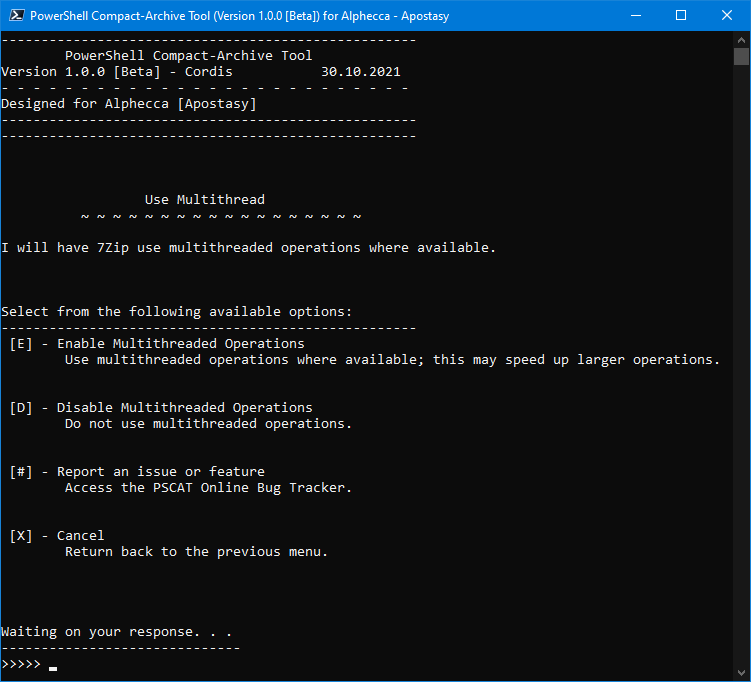 PowerShell Compact-Archive Tool (Version 1.0.0 [Beta]) for Alphecca - Apostasy
----------------------------------------------------
PowerShell Compact-Archive Tool
Version 1.0.0 [Beta] - Cordis 30.10.2021
- - - - - - - - - - - - - - - - - - - - - - - - - -
Designed for Alphecca [Apostasy]
----------------------------------------------------
----------------------------------------------------
Use Multithread
~ ~ ~ ~ ~ ~ ~ ~ ~ ~ ~ ~ ~ ~ ~ ~ ~ ~
I will have 7Zip use multithreaded operations where available.
Select from the following available options:
----------------------------------------------------
[E] - Enable Multithreaded Operations
Use multithreaded operations where available; this may speed up larger operations.
[D] - Disable Multithreaded Operations
Do not use multithreaded operations.
[#] - Report an issue or feature
Access the PSCAT Online Bug Tracker.
[X] - Cancel
Return back to the previous menu.
Waiting on your response. . .
------------------------------
>>>>> _